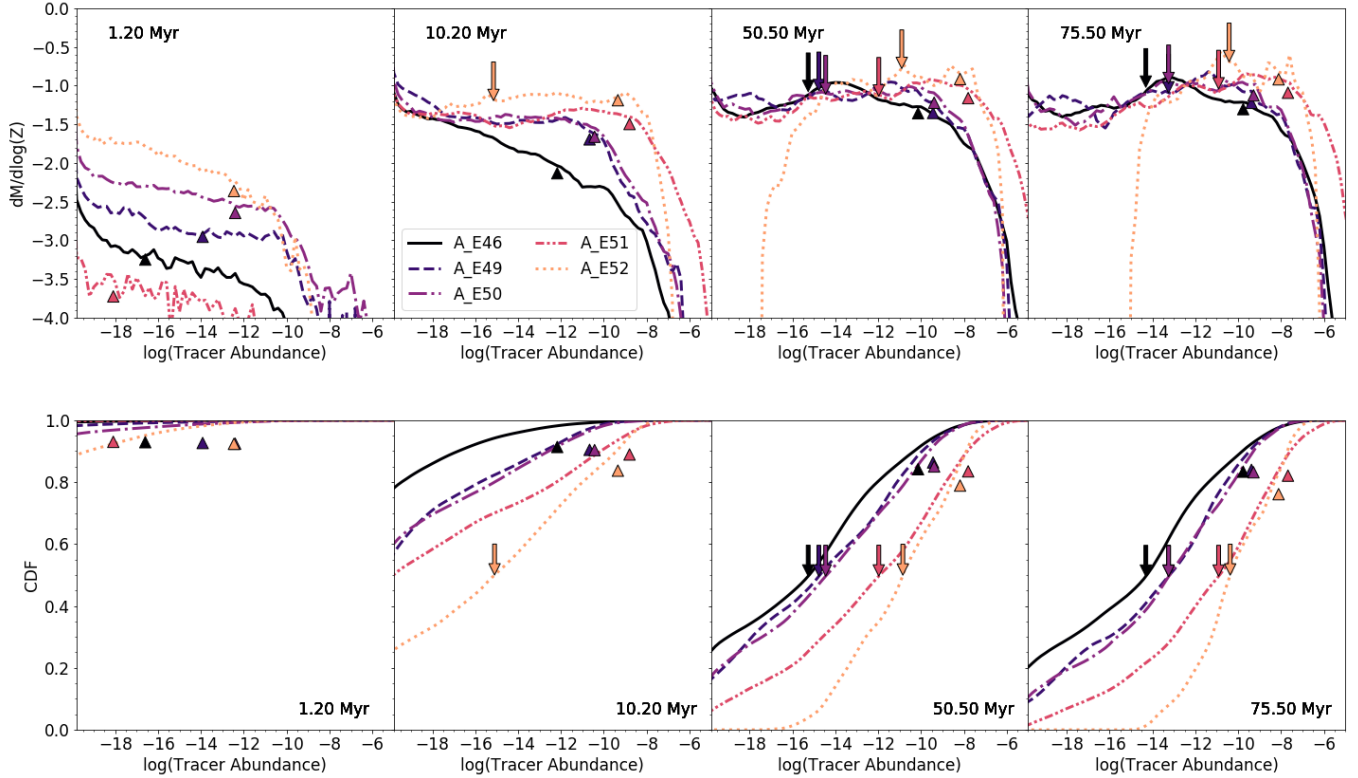 1.20 Myr
10.20 Myr
50.50 Myr
75.50 Myr
dM/dlog(Z)
0.0
−0.5
−1.0
−1.5
−2.0
−2.5
−3.0
−3.5
−4.0
A_E46
A_E49
A_E50
A_E51
A_E52
−18 −16 −14 −12 −10 −8 −6
−18 −16 −14 −12 −10 −8 −6
−18 −16 −14 −12 −10 −8 −6
−18 −16 −14 −12 −10 −8 −6
log(Tracer Abundance)
log(Tracer Abundance)
log(Tracer Abundance)
log(Tracer Abundance)
CDF
1.0
0.8
0.6
0.4
0.2
0.0
1.20 Myr
10.20 Myr
50.50 Myr
75.50 Myr
−18 −16 −14 −12 −10 −8 −6
−18 −16 −14 −12 −10 −8 −6
−18 −16 −14 −12 −10 −8 −6
−18 −16 −14 −12 −10 −8 −6
log(Tracer Abundance)
log(Tracer Abundance)
log(Tracer Abundance)
log(Tracer Abundance)